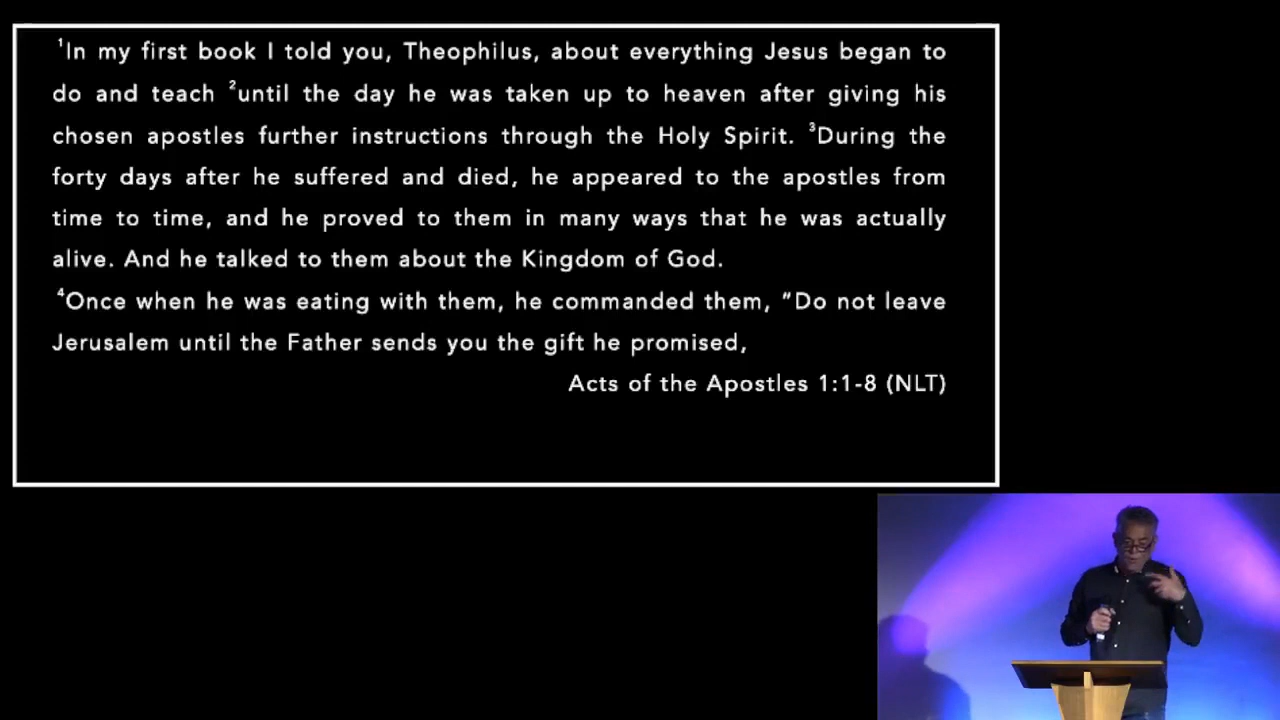 ¹In my first book I told you, Theophilus, about everything Jesus began to
do and teach ²until the day he was taken up to heaven after giving his
chosen apostles further instructions through the Holy Spirit. ³During the
forty days after he suffered and died, he appeared to the apostles from
time to time, and he proved to them in many ways that he was actually
alive. And he talked to them about the Kingdom of God.
⁴Once when he was eating with them, he commanded them, “Do not leave
Jerusalem until the Father sends you the gift he promised,
Acts of the Apostles 1:1-8 (NLT)